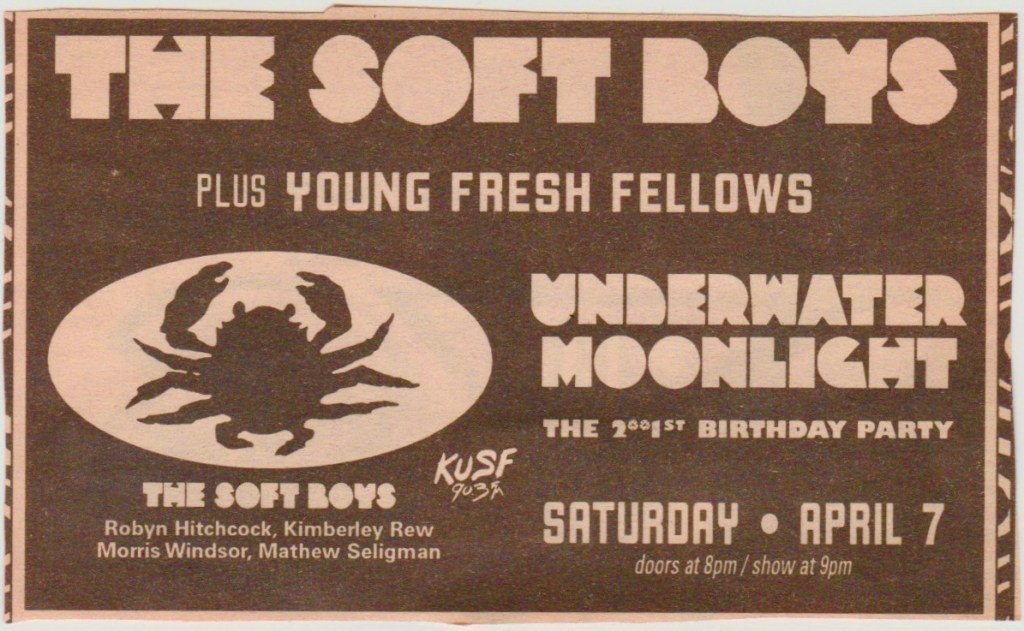 THE SOFT BOYS
PLUS YOUNG FRESH FELLOWS
UNDERWATER
MOONLIGHT
THE 2001ST BIRTHDAY PARTY
KUSF
90.3 FM
THE SOFT BOYS
Robyn Hitchcock, Kimberley Rew
Morris Windsor, Mathew Seligman
SATURDAY • APRIL 7
doors at 8pm / show at 9pm